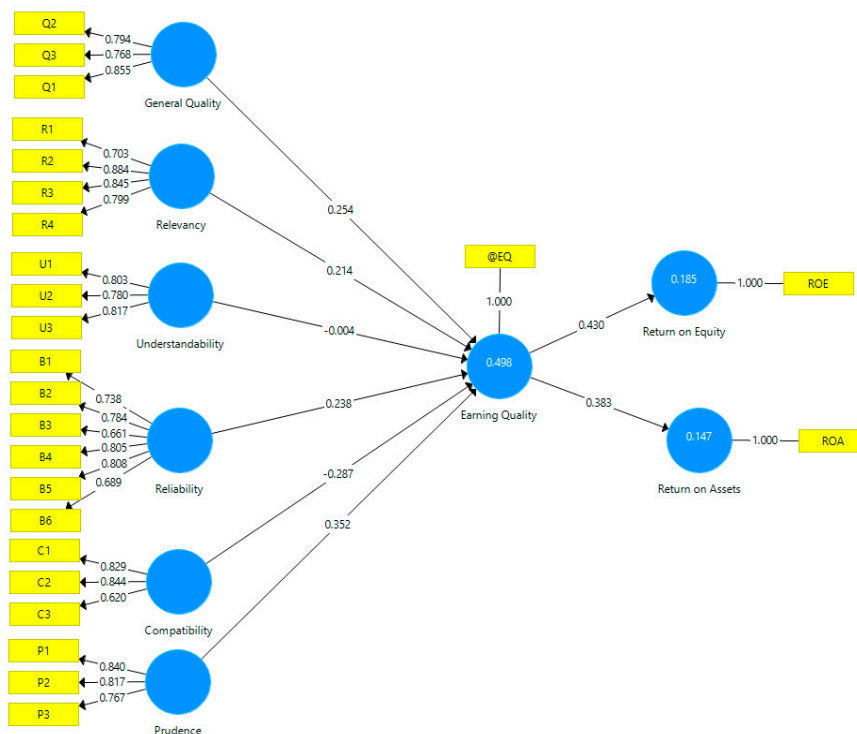 Q2
0.794
Q3
0.768
Q1
0.855
General Quality
R1
0.703
R2
0.884
R3
0.845
R4
0.799
Relevancy
U1
0.803
U2
0.780
U3
0.817
Understandability
B1
0.738
B2
0.784
B3
0.661
B4
0.805
B5
0.808
B6
0.689
Reliability
C1
0.829
C2
0.844
C3
0.620
Compatibility
P1
0.840
P2
0.817
P3
0.767
Prudence
0.254
0.214
-0.004
0.238
-0.287
0.352
@EQ
1.000
0.498
Earning Quality
0.430
0.383
0.185
1.000
ROE
Return on Equity
0.147
1.000
ROA
Return on Assets